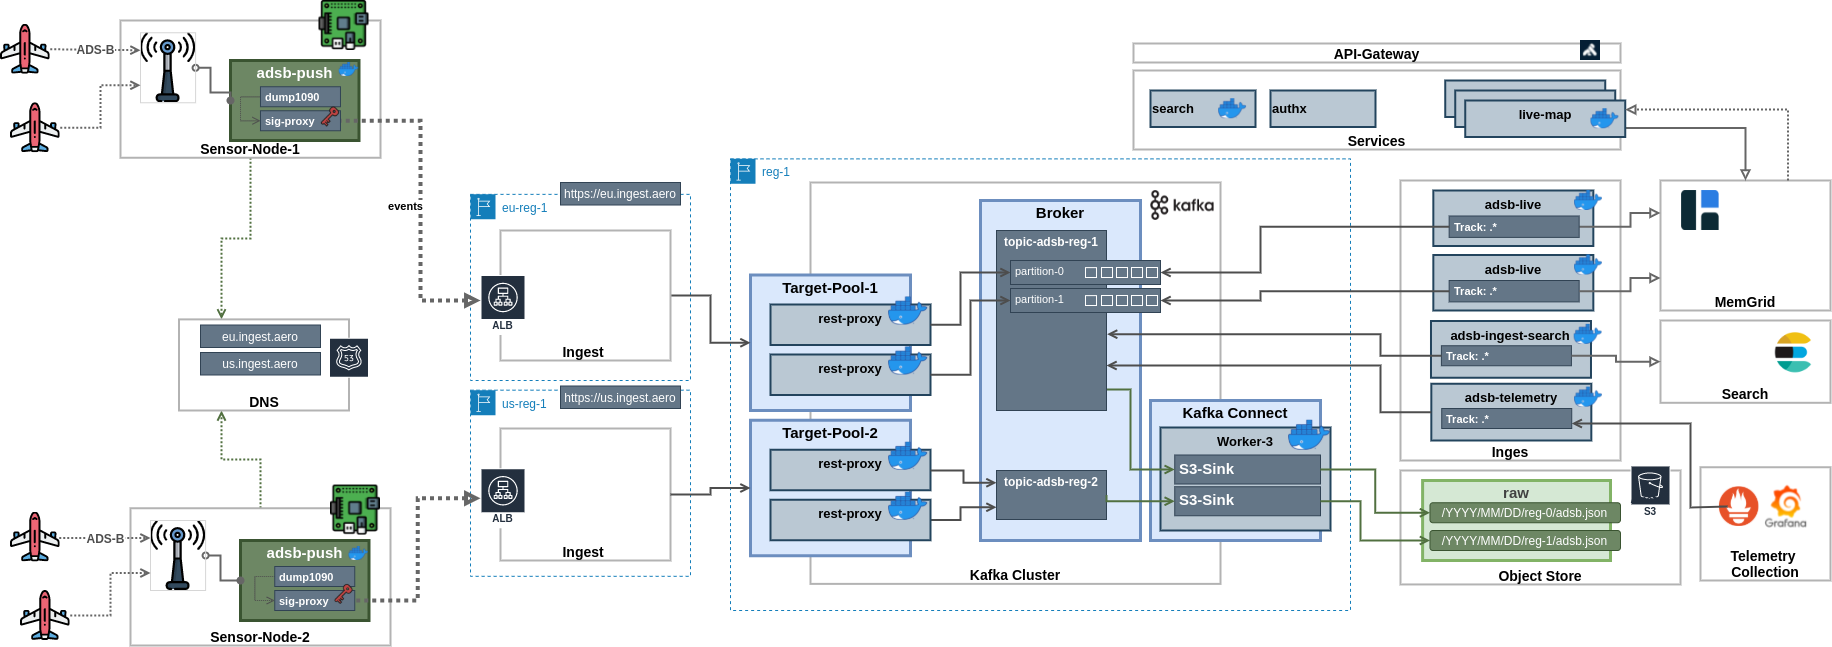 ADS-B
adsb-push
dump1090
sig-proxy
Sensor-Node-1
events
API-Gateway
search
authx
live-map
Services
reg-1
https://eu.ingest.aero
eu-reg-1
ALB
Ingest
kafka
Broker
topic-adsb-reg-1
partition-0
partition-1
Target-Pool-1
rest-proxy
rest-proxy
adsb-live
Track: .*
adsb-live
Track: .*
MemGrid
eu.ingest.aero
us.ingest.aero
53
DNS
adsb-ingest-search
Track: .*
adsb-telemetry
Track: .*
Search
Inges
https://us.ingest.aero
us-reg-1
ALB
Ingest
Target-Pool-2
rest-proxy
rest-proxy
Kafka Connect
Worker-3
S3-Sink
S3-Sink
topic-adsb-reg-2
Kafka Cluster
raw
/YYYY/MM/DD/reg-0/adsb.json
/YYYY/MM/DD/reg-1/adsb.json
S3
Object Store
Grafana
Telemetry
Collection
ADS-B
adsb-push
dump1090
sig-proxy
Sensor-Node-2